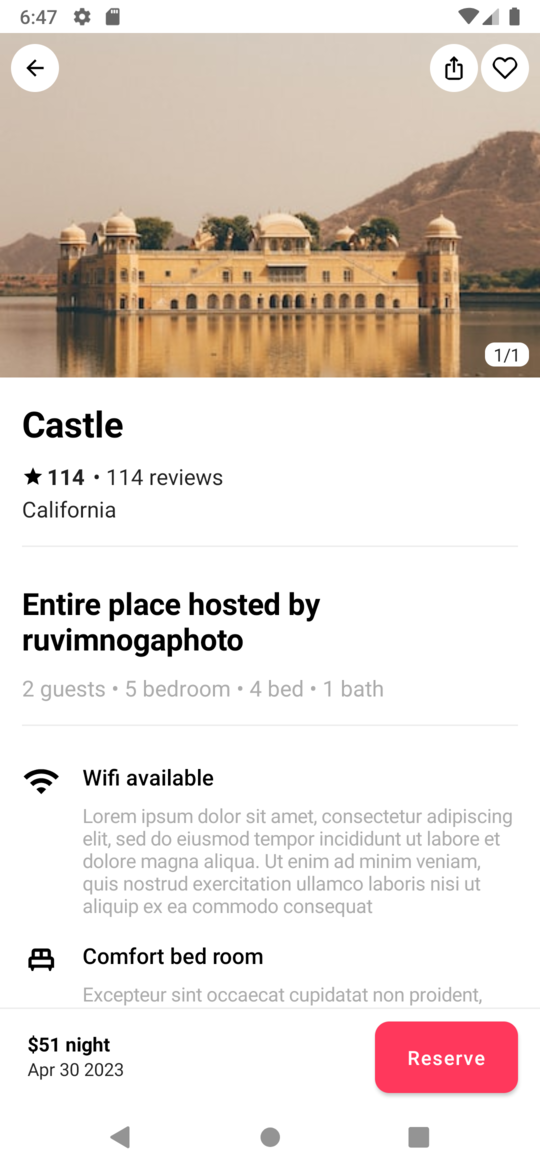 6:47
1/1
Castle
114 • 114 reviews
California
Entire place hosted by
ruvimnogaphoto
2 guests • 5 bedroom • 4 bed • 1 bath
Wifi available
Lorem ipsum dolor sit amet, consectetur adipiscing
elit, sed do eiusmod tempor incididunt ut labore et
dolore magna aliqua. Ut enim ad minim veniam,
quis nostrud exercitation ullamco laboris nisi ut
aliquip ex ea commodo consequat
Comfort bed room
Excepteur sint occaecat cupidatat non proident,
$51 night
Apr 30 2023
Reserve